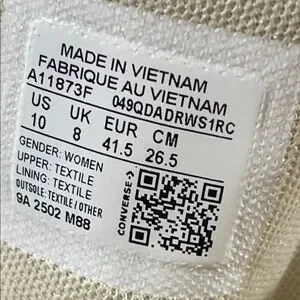 MADE IN VIETNAM
FABRIQUE AU VIETNAM
A11873F 049QDADRWS1RC
US UK EUR CM
10 8 41.5 26.5
GENDER: WOMEN
UPPER: TEXTILE
LINING: TEXTILE
OUTSOLE: TEXTILE / OTHER
9A 2502 M88
CONVERSE